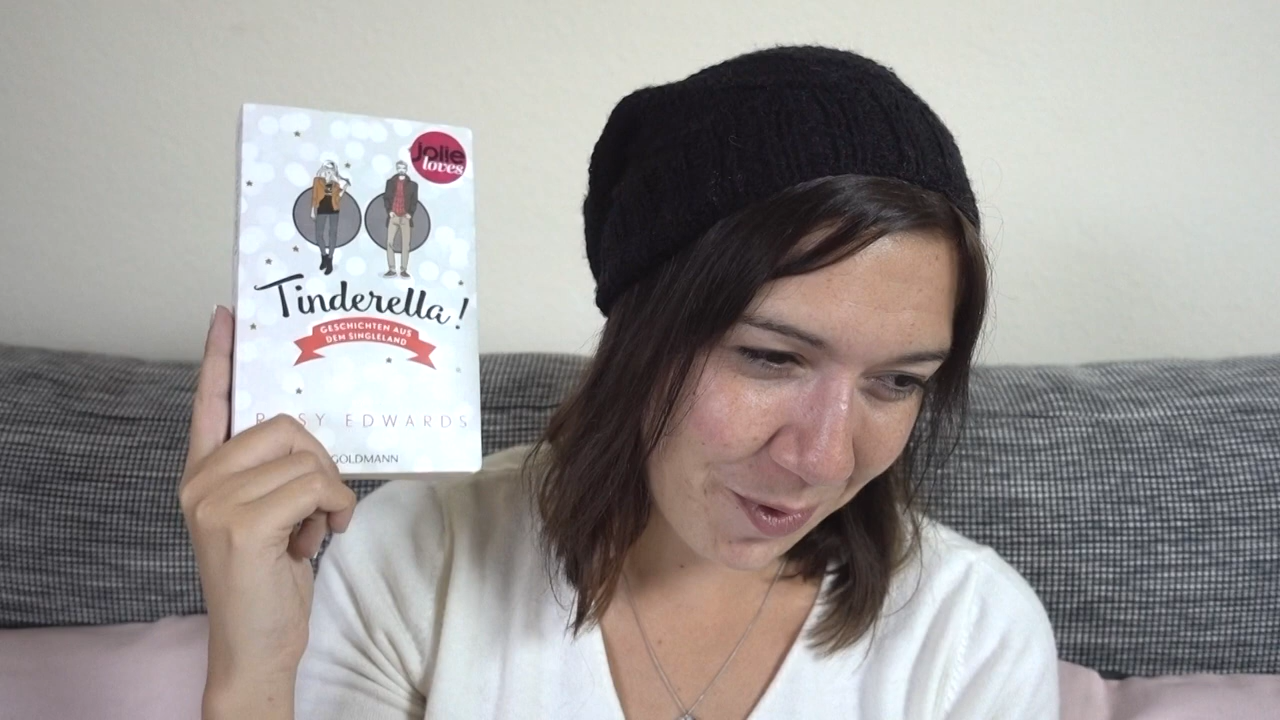 Jolie
loves
Tinderella!
GESCHICHTEN AUS
DEM SINGLELAND
EDWARDS
GOLDMANN